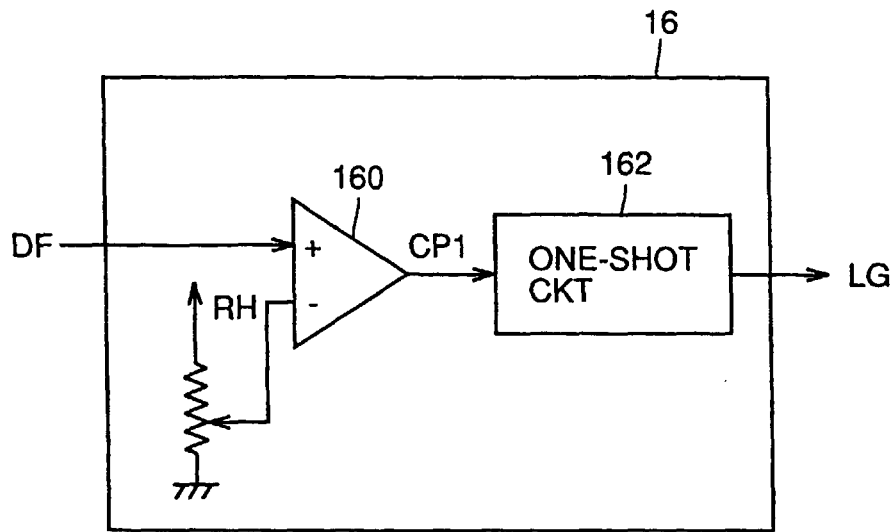 16
160
162
DF
+
CP1
ONE-SHOT
CKT
LG
RH
-